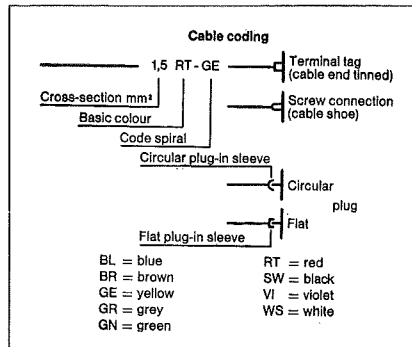 Cable coding
1,5 RT - GE
Terminal tag
(cable end tinned)
Cross-section mm²
Basic colour
Code spiral
Screw connection
(cable shoe)
Circular plug-in sleeve
Circular
plug
Flat
Flat plug-in sleeve
BL = blue
BR = brown
GE = yellow
GR = grey
GN = green
RT = red
SW = black
VI = violet
WS = white